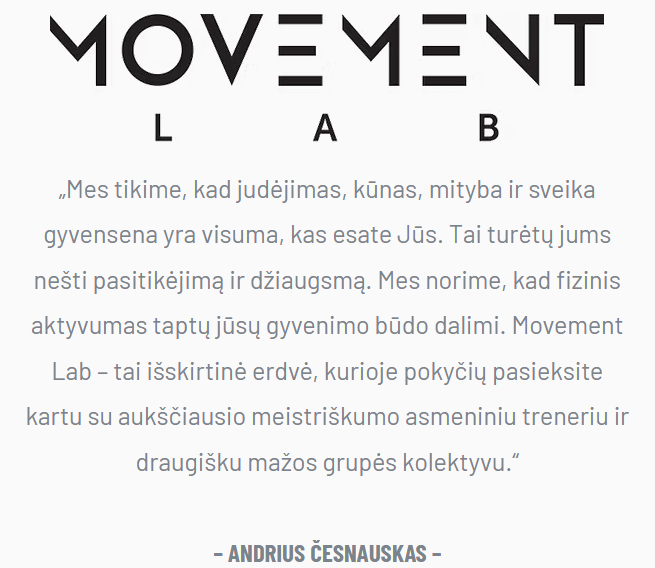 MOVEMENT
LAB
„Mes tikime, kad judėjimas, kūnas, mityba ir sveika
gyvensena yra visuma, kas esate Jūs. Tai turėtų jums
nešti pasitikėjimą ir džiaugsmą. Mes norime, kad fizinis
aktyvumas taptų jūsų gyvenimo būdo dalimi. Movement
Lab – tai išskirtinė erdvė, kurioje pokyčių pasieksite
kartu su aukščiausio meistriškumo asmeniniu treneriu ir
draugišku mažos grupės kolektyvu.“
– ANDRIUS ČESNAUSKAS –